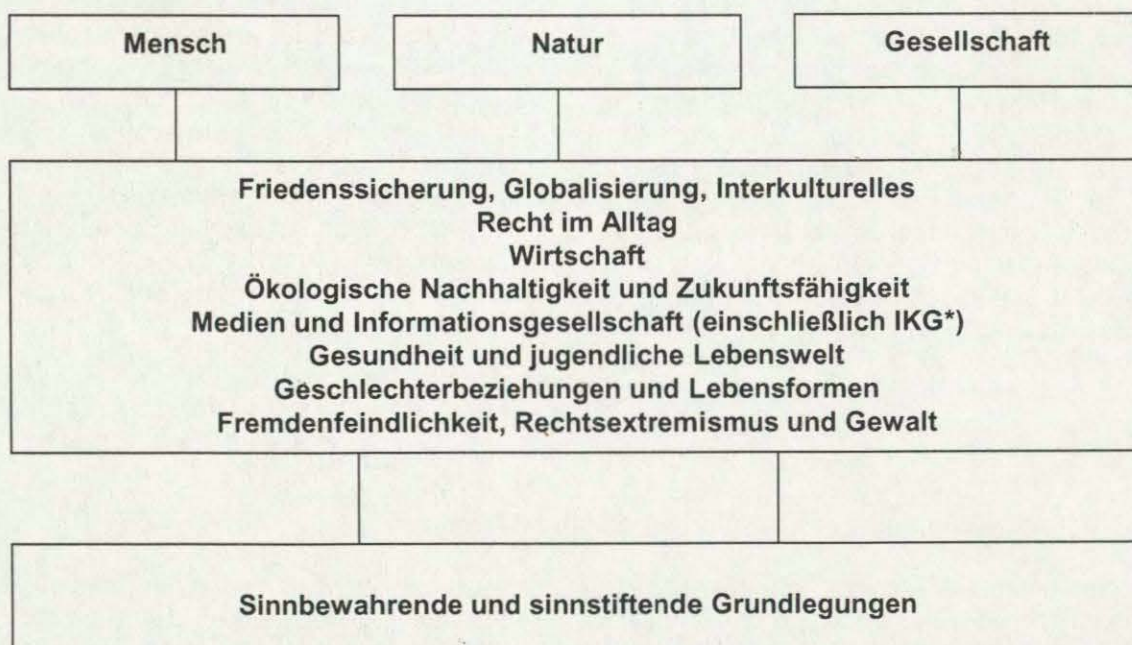 Mensch
Natur
Gesellschaft
Friedenssicherung, Globalisierung, Interkulturelles
Recht im Alltag
Wirtschaft
Ökologische Nachhaltigkeit und Zukunftsfähigkeit
Medien und Informationsgesellschaft (einschließlich IKG*)
Gesundheit und jugendliche Lebenswelt
Geschlechterbeziehungen und Lebensformen
Fremdenfeindlichkeit, Rechtsextremismus und Gewalt
Sinnbewahrende und sinnstiftende Grundlegungen